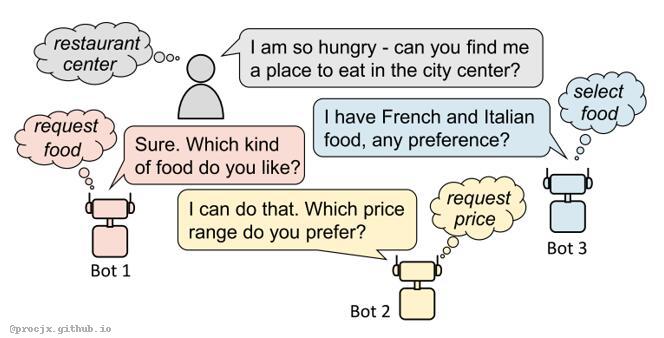 restaurant
center
I am so hungry - can you find me
a place to eat in the city center?
select
food
I have French and Italian
food, any preference?
request
food
Sure. Which kind
of food do you like?
I can do that. Which price
range do you prefer?
request
price
Bot 3
Bot 1
Bot 2
@procjx.github.io